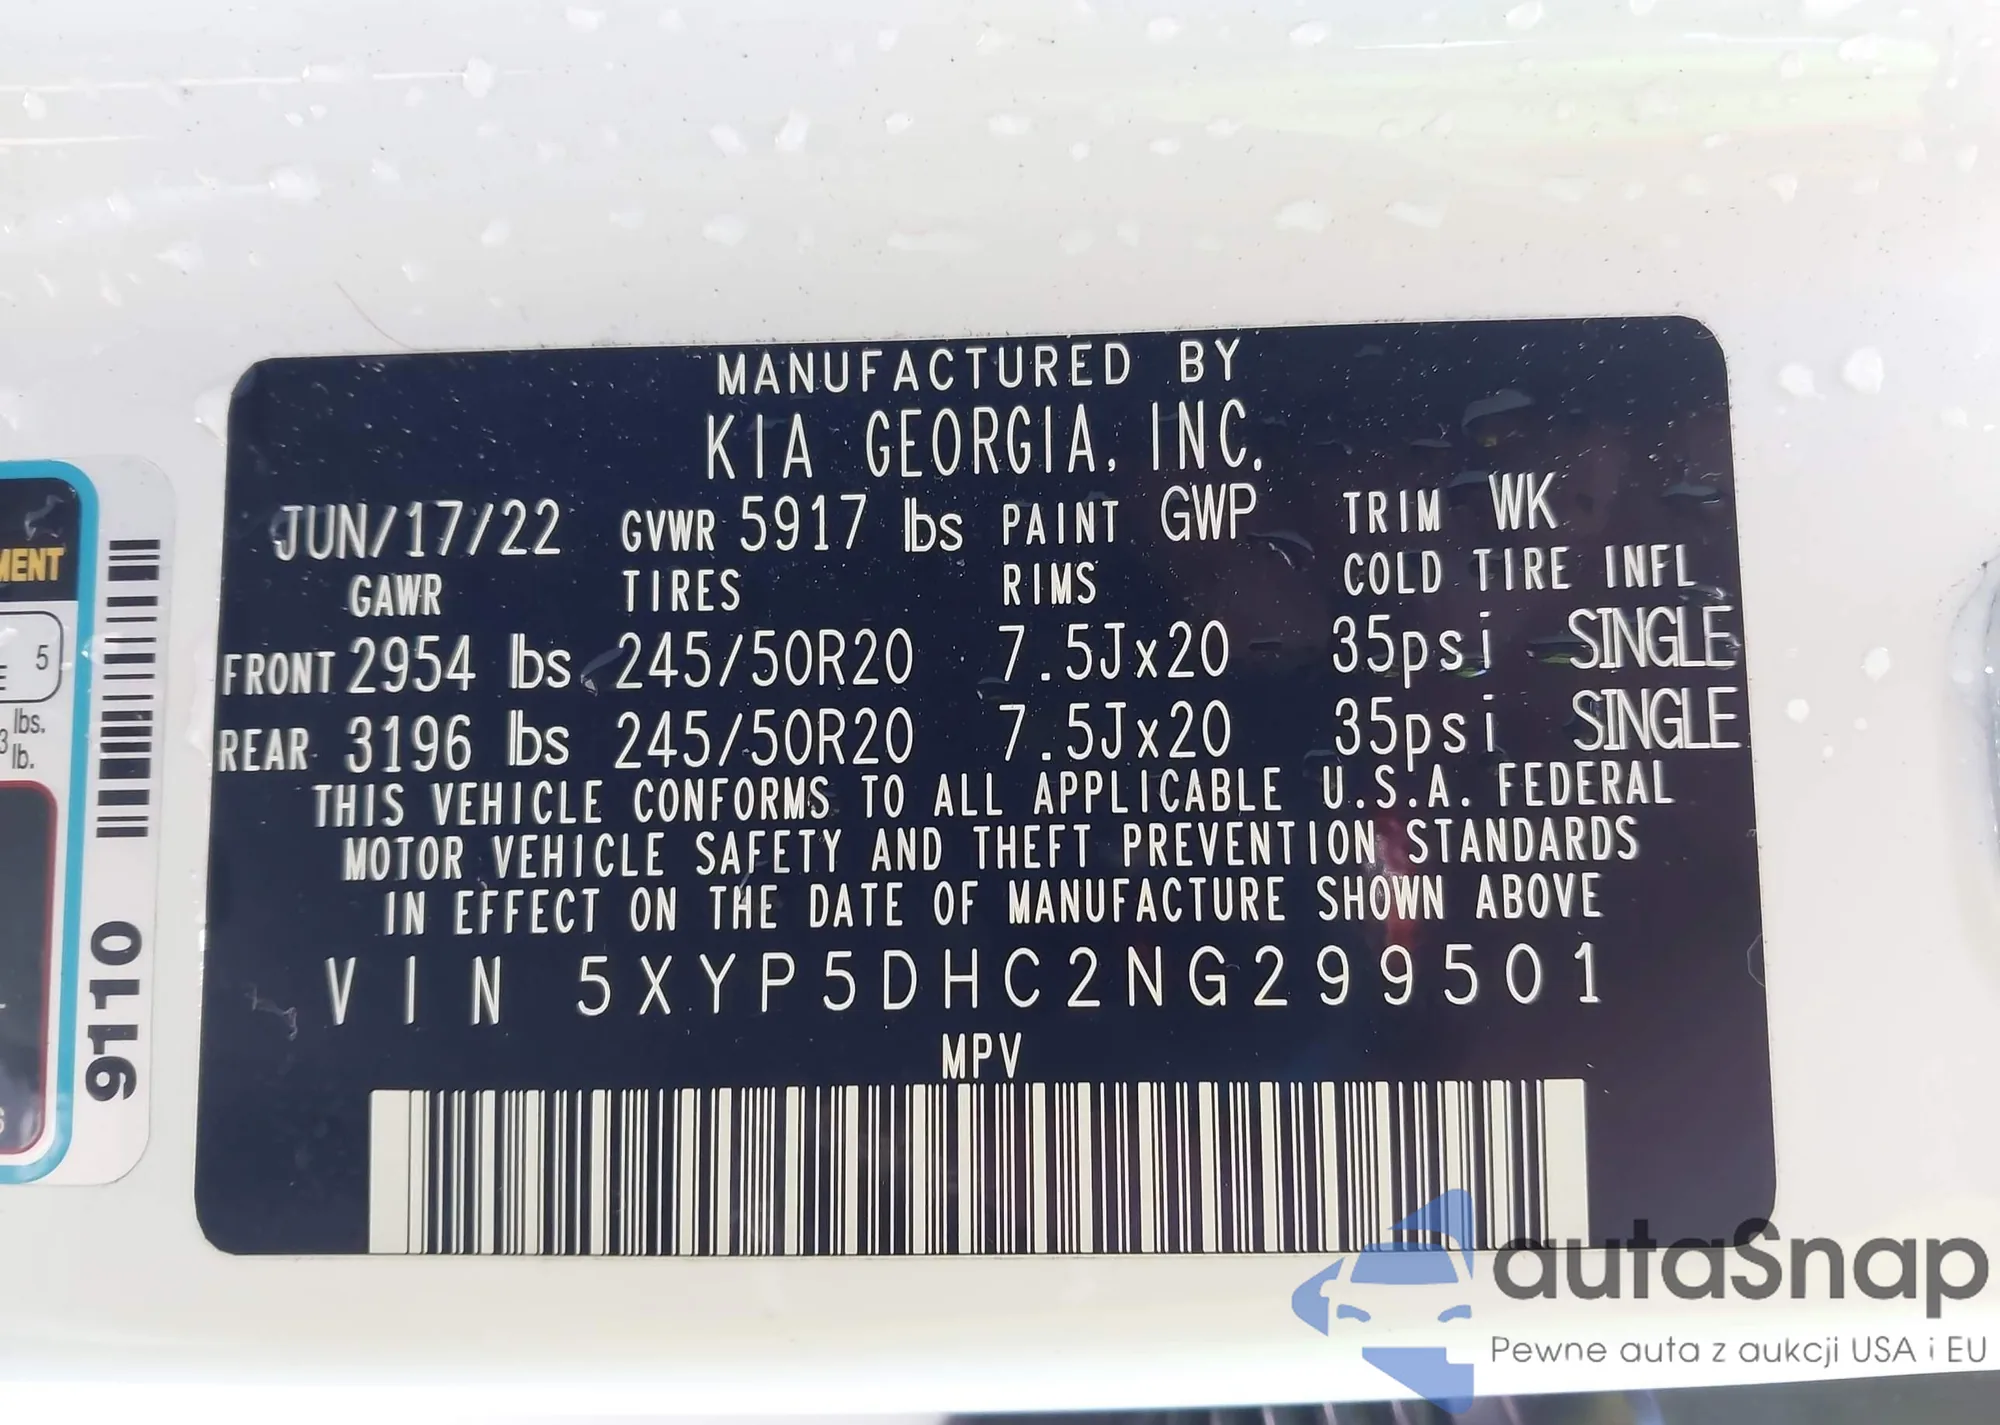 MANUFACTURED BY
KIA GEORGIA, INC.
JUN/17/22 GVWR 5917 lbs PAINT GWP TRIM WK
GAWR TIRES RIMS COLD TIRE INFL
FRONT 2954 lbs 245/50R20 7.5Jx20 35psi SINGLE
REAR 3196 lbs 245/50R20 7.5Jx20 35psi SINGLE
THIS VEHICLE CONFORMS TO ALL APPLICABLE U.S.A. FEDERAL
MOTOR VEHICLE SAFETY AND THEFT PREVENTION STANDARDS
IN EFFECT ON THE DATE OF MANUFACTURE SHOWN ABOVE
VIN 5XYP5DHC2NG299501
MPV
5
lbs.
lb.
9110
autaSnap
Pewne auta z aukcji USA i EU